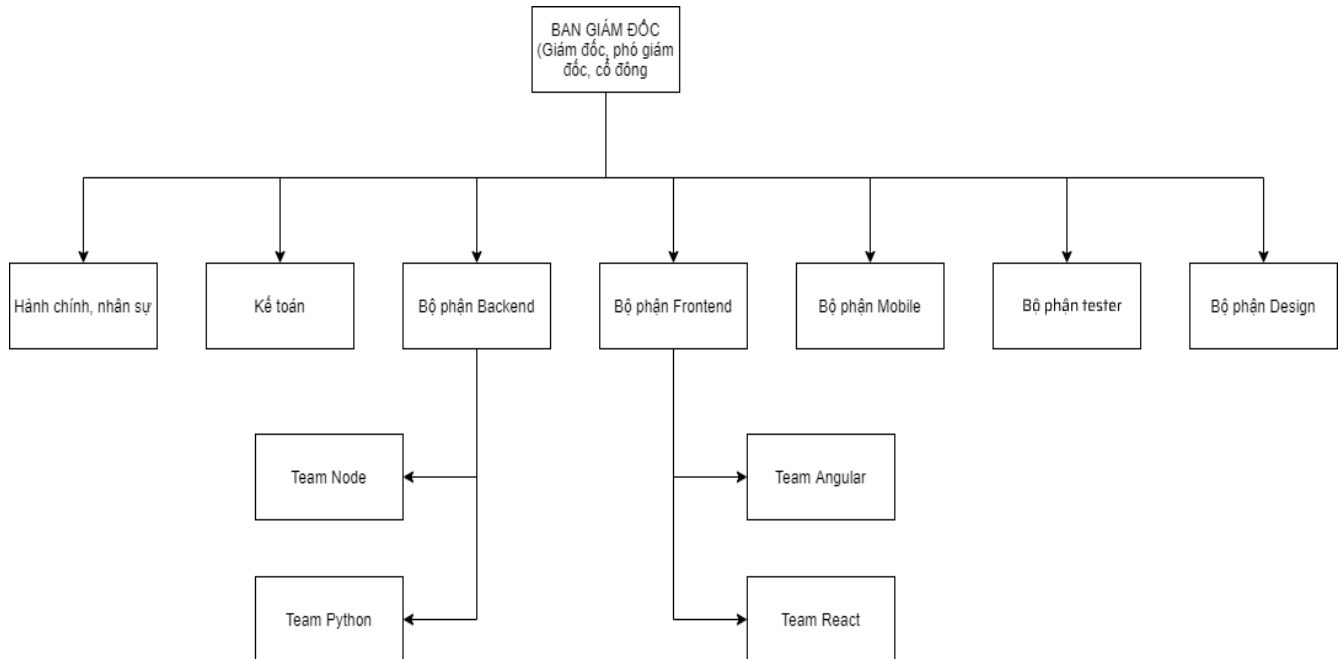 BAN GIÁM ĐỐC
(Giám đốc, phó giám
đốc, cổ đông
Hành chính, nhân sự
Kế toán
Bộ phận Backend
Bộ phận Frontend
Bộ phận Mobile
Bộ phận tester
Bộ phận Design
Team Node
Team Angular
Team Python
Team React